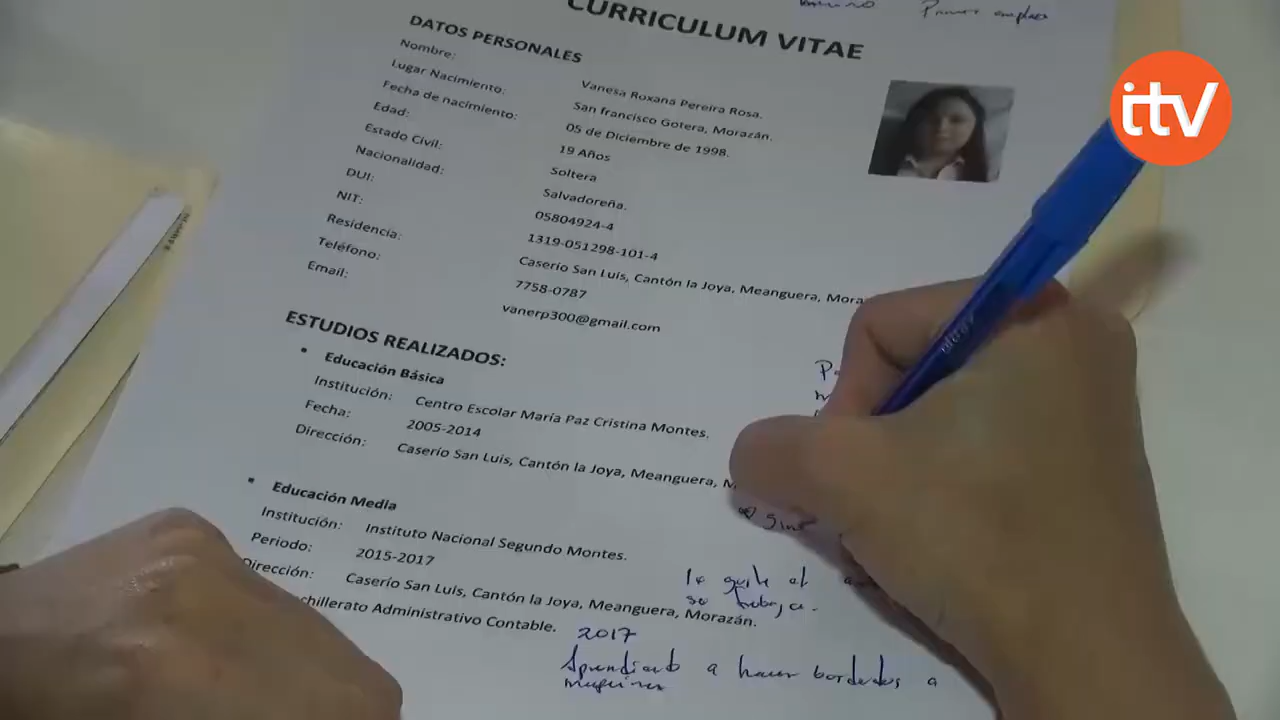 CURRICULUM VITAE
Primer empleo
itv
DATOS PERSONALES
Nombre: Vanesa Roxana Pereira Rosa.
Lugar Nacimiento: San francisco Gotera, Morazán.
Fecha de nacimiento: 05 de Diciembre de 1998.
Edad: 19 Años
Estado Civil: Soltera
Nacionalidad: Salvadoreña.
DUI: 05804924-4
NIT: 1319-051298-101-4
Residencia: Caserío San Luis, Cantón la Joya, Meanguera, Mora
Teléfono: 7758-0787
Email: vanerp300@gmail.com
ESTUDIOS REALIZADOS:
• Educación Básica
Institución: Centro Escolar María Paz Cristina Montes.
Fecha: 2005-2014
Dirección: Caserío San Luis, Cantón la Joya, Meanguera, M
• Educación Media
Institución: Instituto Nacional Segundo Montes.
Periodo: 2015-2017
Dirección: Caserío San Luis, Cantón la Joya, Meanguera, Morazán.
chillerato Administrativo Contable.
2017
Aprendiendo a hacer bordados a